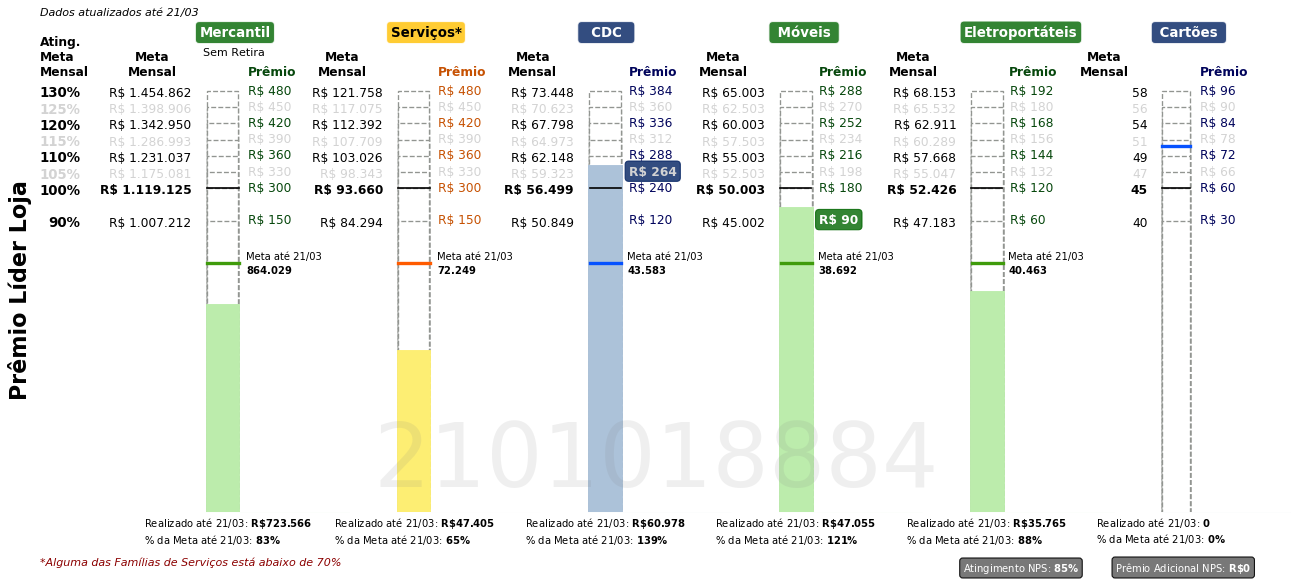 Dados atualizados até 21/03
Mercantil Serviços* CDC Móveis Eletroportáteis Cartões
Sem Retira
Ating. Meta Mensal Meta Mensal Prêmio Meta Mensal Prêmio Meta Mensal Prêmio Meta Mensal Prêmio Meta Mensal Prêmio Meta Mensal Prêmio
130% R$ 1.454.862 R$ 480 R$ 121.758 R$ 480 R$ 73.448 R$ 384 R$ 65.003 R$ 288 R$ 68.153 R$ 192 58 R$ 96
125% R$ 1.398.906 R$ 450 R$ 117.075 R$ 450 R$ 70.623 R$ 360 R$ 62.503 R$ 270 R$ 65.532 R$ 180 56 R$ 90
120% R$ 1.342.950 R$ 420 R$ 112.392 R$ 420 R$ 67.798 R$ 336 R$ 60.003 R$ 252 R$ 62.911 R$ 168 54 R$ 84
115% R$ 1.286.993 R$ 390 R$ 107.709 R$ 390 R$ 64.973 R$ 312 R$ 57.503 R$ 234 R$ 60.289 R$ 156 51 R$ 78
110% R$ 1.231.037 R$ 360 R$ 103.026 R$ 360 R$ 62.148 R$ 288 R$ 55.003 R$ 216 R$ 57.668 R$ 144 49 R$ 72
105% R$ 1.175.081 R$ 330 R$ 98.343 R$ 330 R$ 59.323 R$ 264 R$ 52.503 R$ 198 R$ 55.047 R$ 132 47 R$ 66
100% R$ 1.119.125 R$ 300 R$ 93.660 R$ 300 R$ 56.499 R$ 240 R$ 50.003 R$ 180 R$ 52.426 R$ 120 45 R$ 60
90% R$ 1.007.212 R$ 150 R$ 84.294 R$ 150 R$ 50.849 R$ 120 R$ 45.002 R$ 90 R$ 47.183 R$ 60 40 R$ 30
Meta até 21/03 Meta até 21/03 Meta até 21/03 Meta até 21/03 Meta até 21/03
864.029 72.249 43.583 38.692 40.463
Prêmio Líder Loja
2101018884
Realizado até 21/03: R$723.566 Realizado até 21/03: R$47.405 Realizado até 21/03: R$60.978 Realizado até 21/03: R$47.055 Realizado até 21/03: R$35.765 Realizado até 21/03: 0
% da Meta até 21/03: 83% % da Meta até 21/03: 65% % da Meta até 21/03: 139% % da Meta até 21/03: 121% % da Meta até 21/03: 88% % da Meta até 21/03: 0%
*Alguma das Famílias de Serviços está abaixo de 70%
Atingimento NPS: 85% Prêmio Adicional NPS: R$0